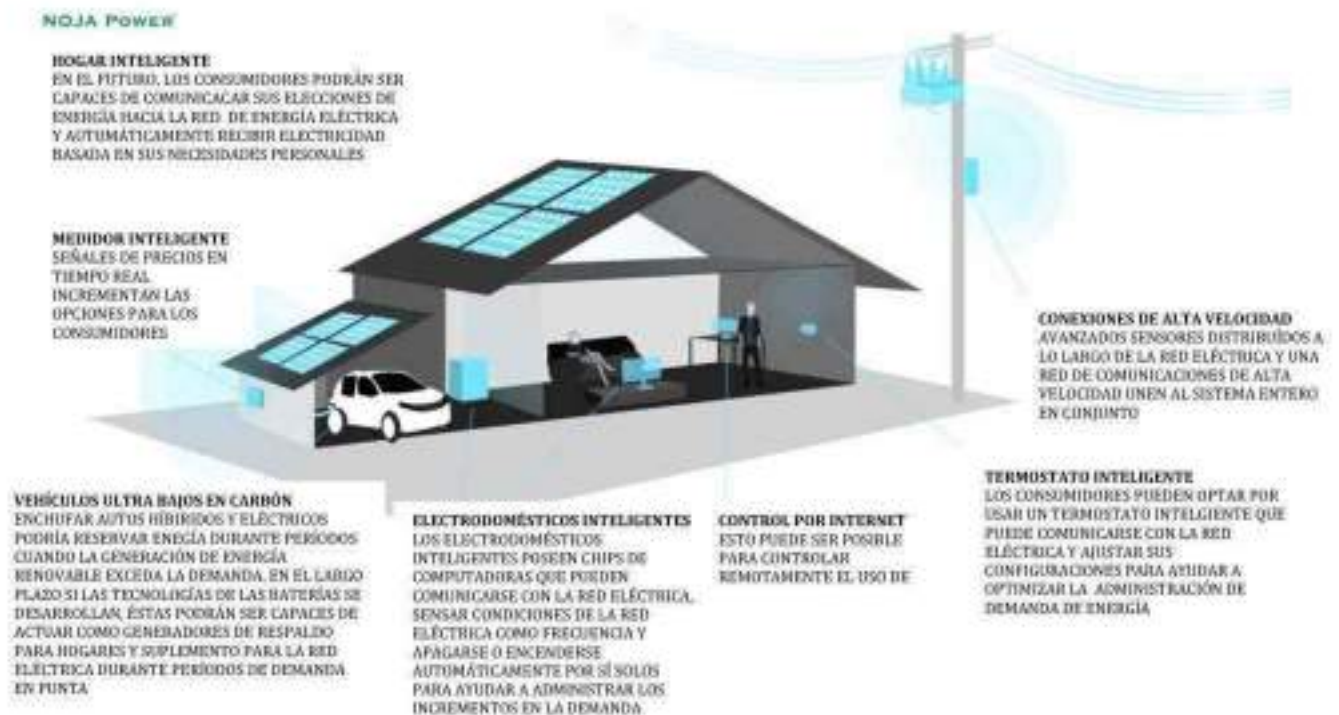 NOJA POWER
HOGAR INTELIGENTE
EN EL FUTURO, LOS CONSUMIDORES PODRÁN SER
CAPACES DE COMUNICACAR SUS ELECCIONES DE
ENERGÍA HACIA LA RED DE ENERGÍA ELÉCTRICA
Y AUTUMÁTICAMENTE RECIBIR ELECTRICIDAD
BASADA EN SUS NECESIDADES PERSONALES
MEDIDOR INTELIGENTE
SEÑALES DE PRECIOS EN
TIEMPO REAL
INCREMENTAN LAS
OPCIONES PARA LOS
CONSUMIDORES
CONEXIONES DE ALTA VELOCIDAD
AVANZADOS SENSORES DISTRIBUÍDOS A
LO LARGO DE LA RED ELÉCTRICA Y UNA
RED DE COMUNICACIONES DE ALTA
VELOCIDAD UNEN AL SISTEMA ENTERO
EN CONJUNTO
VEHÍCULOS ULTRA BAJOS EN CARBÓN
ENCHUFAR AUTOS HÍBIRIDOS Y ELÉCTRICOS
PODRÍA RESERVAR ENEGÍA DURANTE PERÍODOS
CUANDO LA GENERACIÓN DE ENERGÍA
RENOVABLE EXCEDA LA DEMANDA. EN EL LARGO
PLAZO SI LAS TECNOLOGÍAS DE LAS BATERÍAS SE
DESARROLLAN, ÉSTAS PODRÁN SER CAPACES DE
ACTUAR COMO GENERADORES DE RESPALDO
PARA HOGARES Y SUPLEMENTO PARA LA RED
ELÉCTRICA DURANTE PERÍODOS DE DEMANDA
EN PUNTA
ELECTRODOMÉSTICOS INTELIGENTES
LOS ELECTRODOMÉSTICOS
INTELIGENTES POSEEN CHIPS DE
COMPUTADORAS QUE PUEDEN
COMUNICARSE CON LA RED ELÉCTRICA,
SENSAR CONDICIONES DE LA RED
ELÉCTRICA COMO FRECUENCIA Y
APAGARSE O ENCENDERSE
AUTOMÁTICAMENTE POR SÍ SOLOS
PARA AYUDAR A ADMINISTRAR LOS
INCREMENTOS EN LA DEMANDA
CONTROL POR INTERNET
ESTO PUEDE SER POSIBLE
PARA CONTROLAR
REMOTAMENTE EL USO DE
TERMOSTATO INTELIGENTE
LOS CONSUMIDORES PUEDEN OPTAR POR
USAR UN TERMOSTATO INTELGIENTE QUE
PUEDE COMUNICARSE CON LA RED
ELÉCTRICA Y AJUSTAR SUS
CONFIGURACIONES PARA AYUDAR A
OPTIMIZAR LA ADMINISTRACIÓN DE
DEMANDA DE ENERGÍA